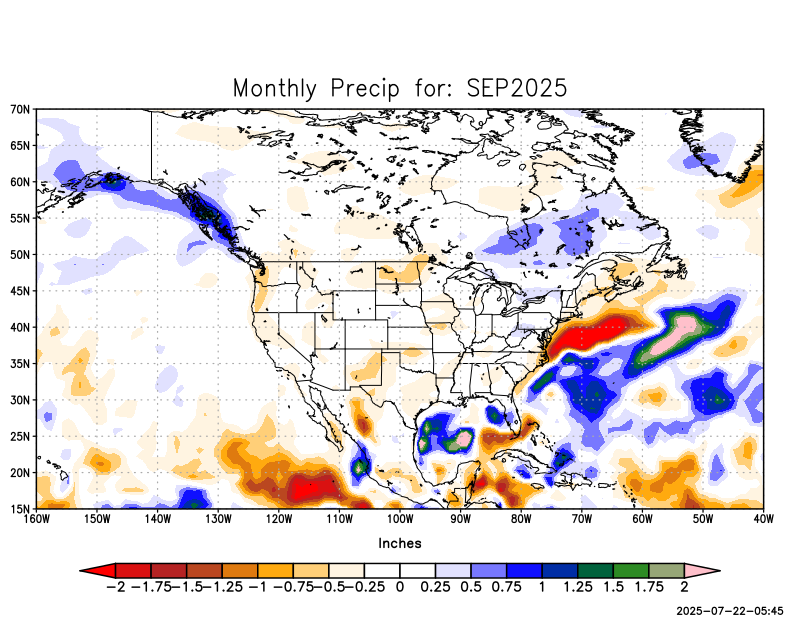 Monthly Precip for: SEP2025
70N
65N
60N
55N
50N
45N
40N
35N
30N
25N
20N
15N
160W 150W 140W 130W 120W 110W 100W 90W 80W 70W 60W 50W 40W
Inches
-2 -1.75 -1.5 -1.25 -1 -0.75 -0.5 -0.25 0 0.25 0.5 0.75 1 1.25 1.5 1.75 2
2025-07-22-05:45